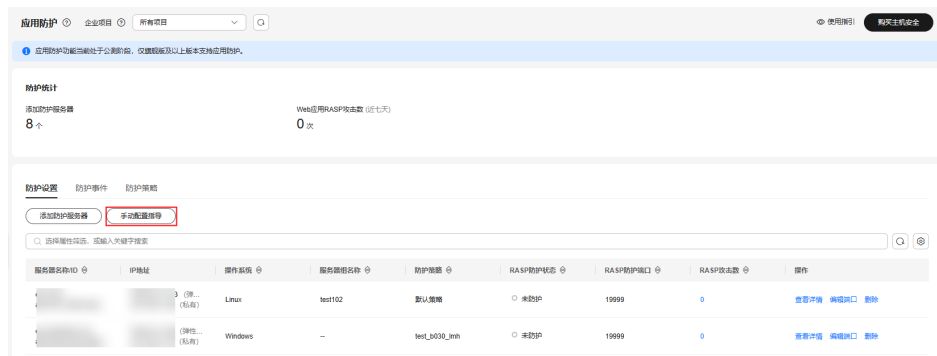 应用防护 企业项目 所有项目 使用指引 购买主机安全
应用防护功能当前处于公测阶段，仅旗舰版及以上版本支持应用防护。
防护统计
添加防护服务器 Web应用RASP攻击数 (近七天)
8 个 0 次
防护设置 防护事件 防护策略
添加防护服务器 手动配置指导
选择属性筛选，或输入关键字搜索
服务器名称/ID IP地址 操作系统 服务器组名称 防护策略 RASP防护状态 RASP防护端口 RASP攻击数 操作
(弹...
Linux test102 默认策略 未防护 19999 0 查看详情 编辑端口 删除
(私有)
(弹性...
Windows -- test_b030_lmh 未防护 19999 0 查看详情 编辑端口 删除
(私有)